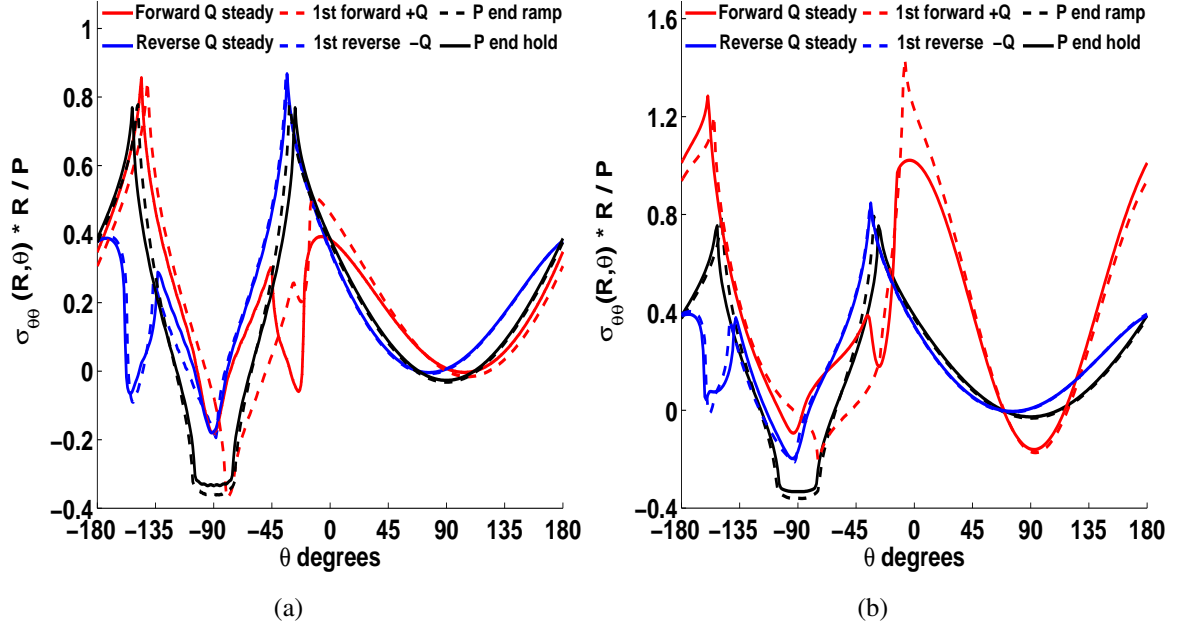 Forward Q steady 1st forward +Q P end ramp
Reverse Q steady 1st reverse −Q P end hold
1
0.8
0.6
0.4
0.2
0
−0.2
−0.4
σθθ(R,θ) * R / P
−180 −135 −90 −45 0 45 90 135 180
θ degrees
(a)
Forward Q steady 1st forward +Q P end ramp
Reverse Q steady 1st reverse −Q P end hold
1.6
1.2
0.8
0.4
0
−0.4
σθθ(R,θ) * R / P
−180 −135 −90 −45 0 45 90 135 180
θ degrees
(b)